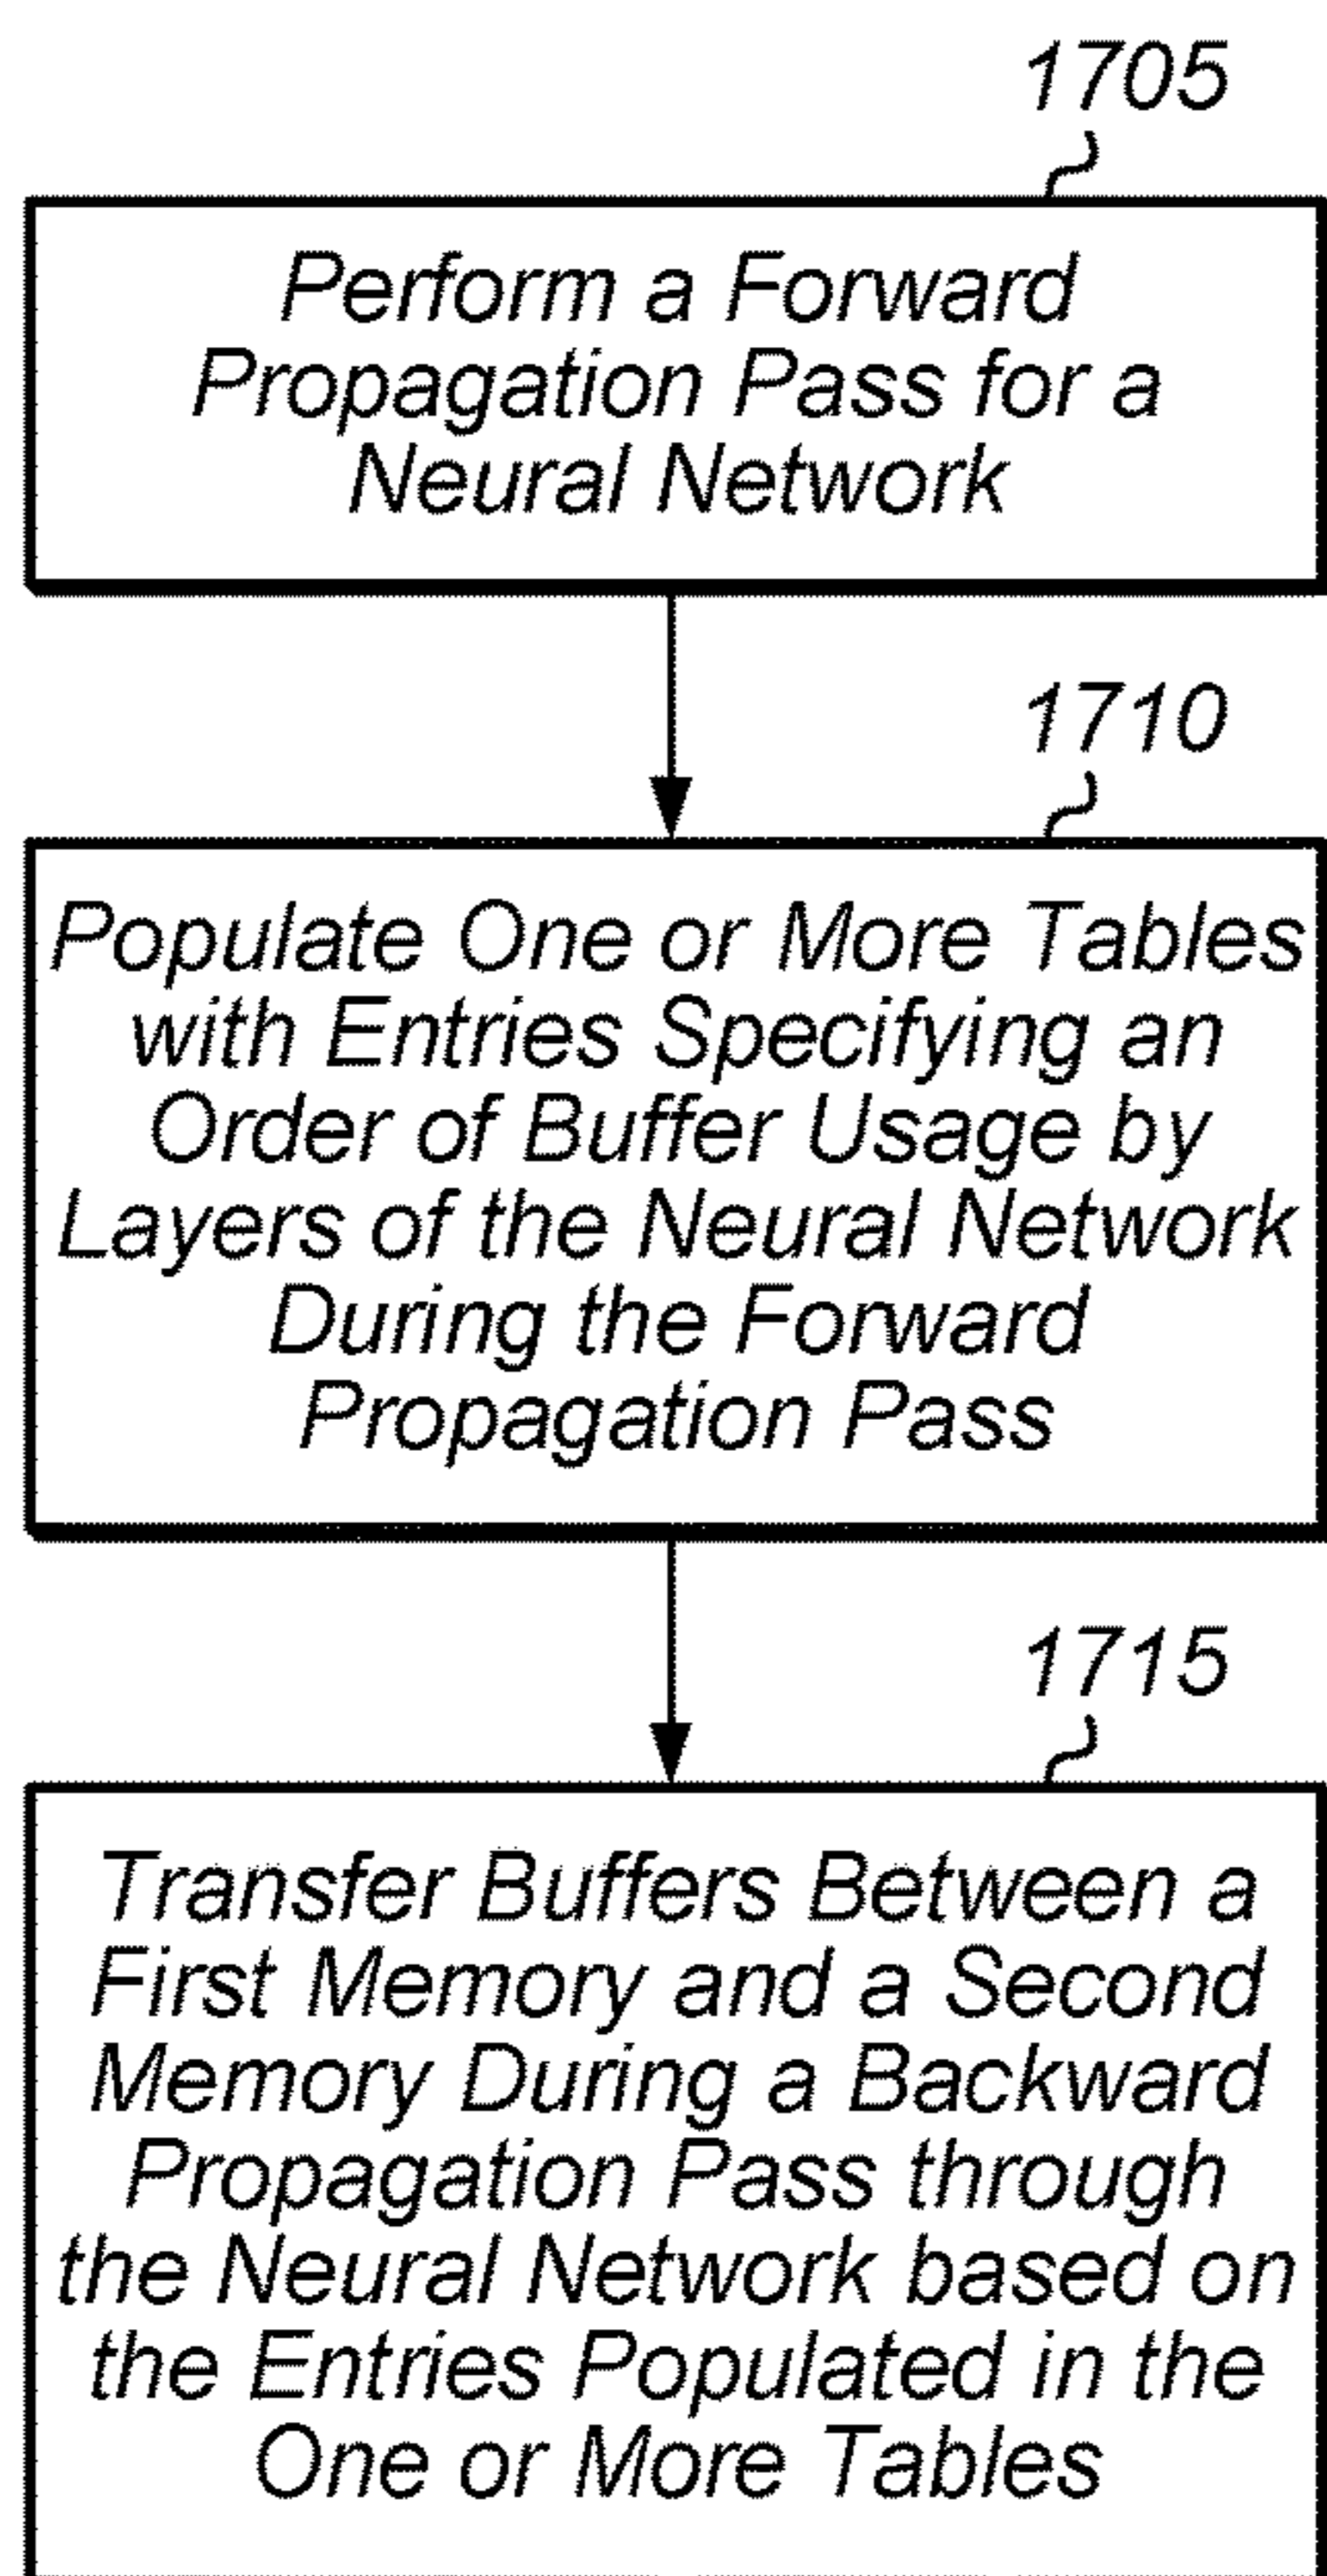 1705
Perform a Forward
Propagation Pass for a
Neural Network
1710
Populate One or More Tables
with Entries Specifying an
Order of Buffer Usage by
Layers of the Neural Network
During the Forward
Propagation Pass
1715
Transfer Buffers Between a
First Memory and a Second
Memory During a Backward
Propagation Pass through
the Neural Network based on
the Entries Populated in the
One or More Tables